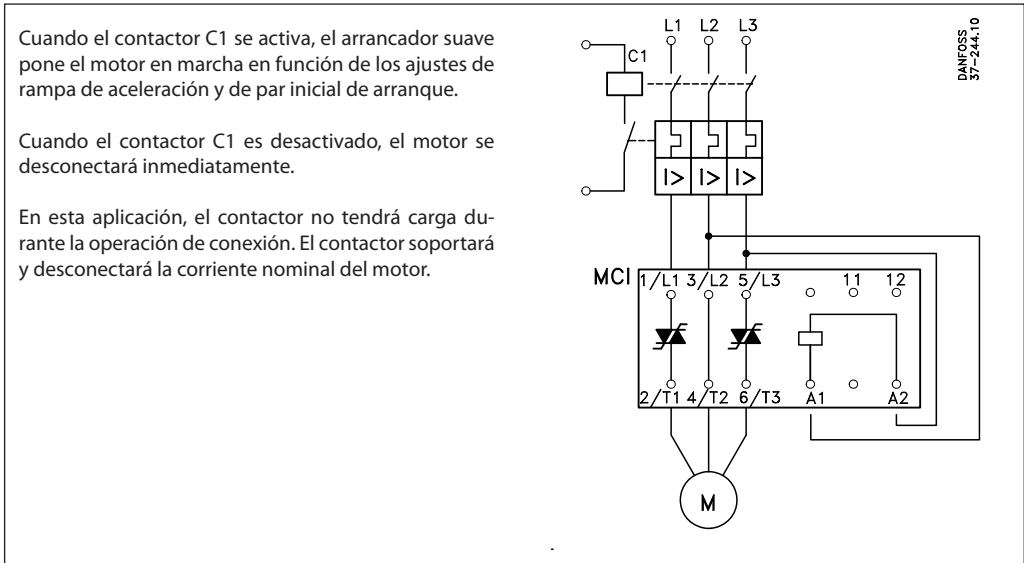 Cuando el contactor C1 se activa, el arrancador suave
pone el motor en marcha en función de los ajustes de
rampa de aceleración y de par inicial de arranque.
Cuando el contactor C1 es desactivado, el motor se
desconectará inmediatamente.
En esta aplicación, el contactor no tendrá carga du-
rante la operación de conexión. El contactor soportará
y desconectará la corriente nominal del motor.
L1 L2 L3
C1
DANFOSS
37-244.10
I> I> I>
MCI
1/L1 3/L2 5/L3 11 12
2/T1 4/T2 6/T3 A1 A2
M